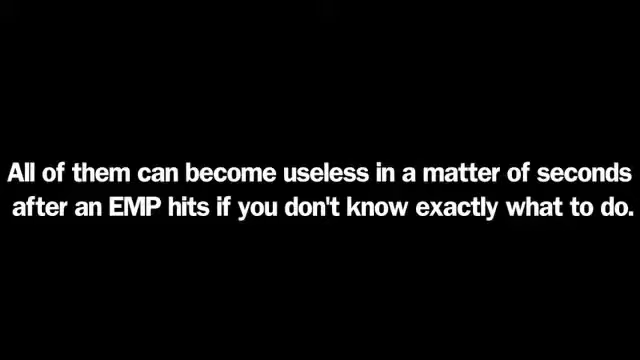 All of them can become useless in a matter of seconds
after an EMP hits if you don't know exactly what to do.